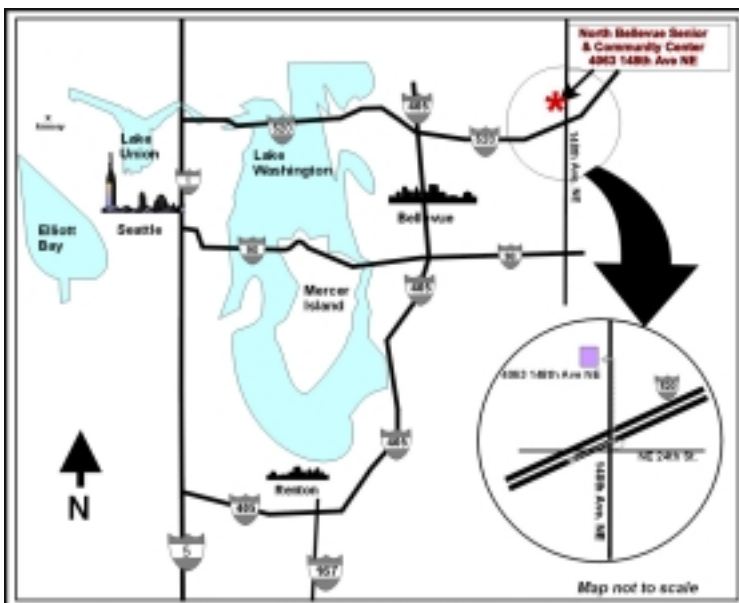 North Bellevue Senior
& Community Center
4063 148th Ave NE
405
520
520
Lake
Union
Lake
Washington
148th Ave, NE
5
Elliott
Bay
Seattle
Bellevue
90
90
Mercer
Island
405
4063 148th Ave NE
520
405
NE 24th St.
148th Ave, NE
Renton
N
405
5
167
Map not to scale